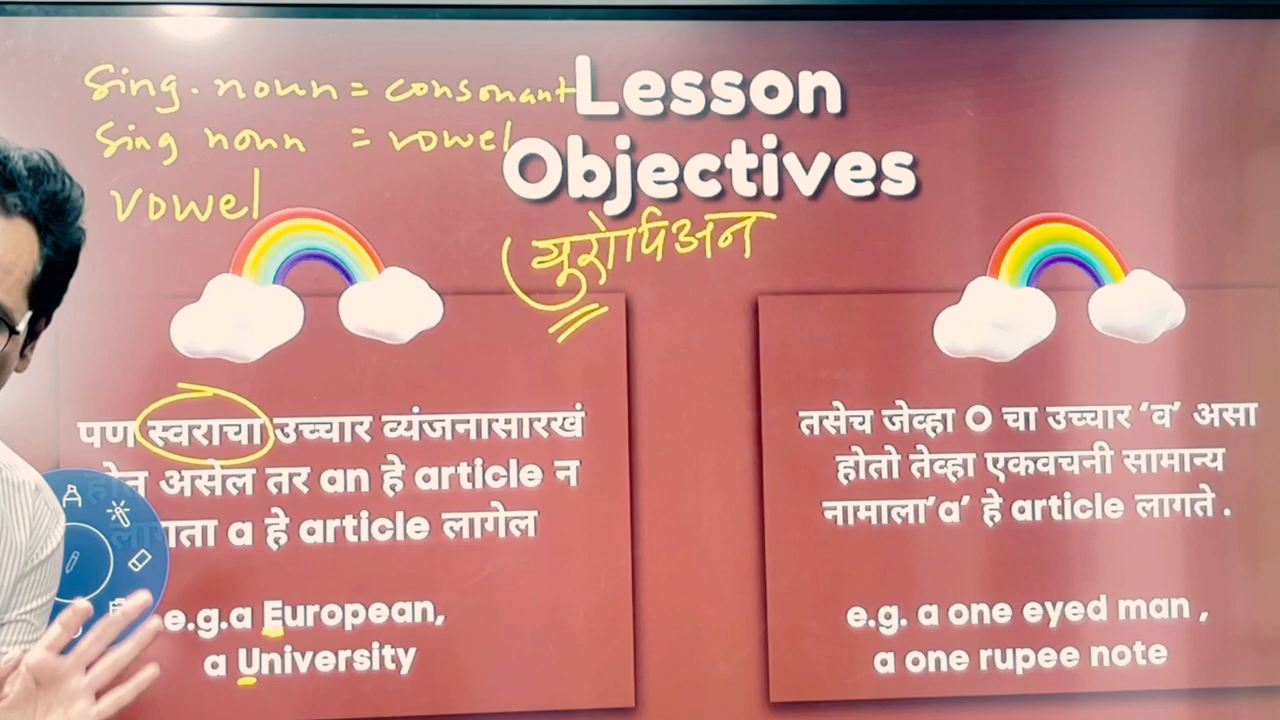 Sing. noun = consonant
Sing noun = vowel
vowel
Lesson
Objectives
युरोपिअन
पण स्वराचा उच्चार व्यंजनासारखं
होत असेल तर an हे article न
लागता a हे article लागेल
e.g.a European,
a University
तसेच जेव्हा O चा उच्चार ‘व’ असा
होतो तेव्हा एकवचनी सामान्य
नामाला’a’ हे article लागते .
e.g. a one eyed man ,
a one rupee note